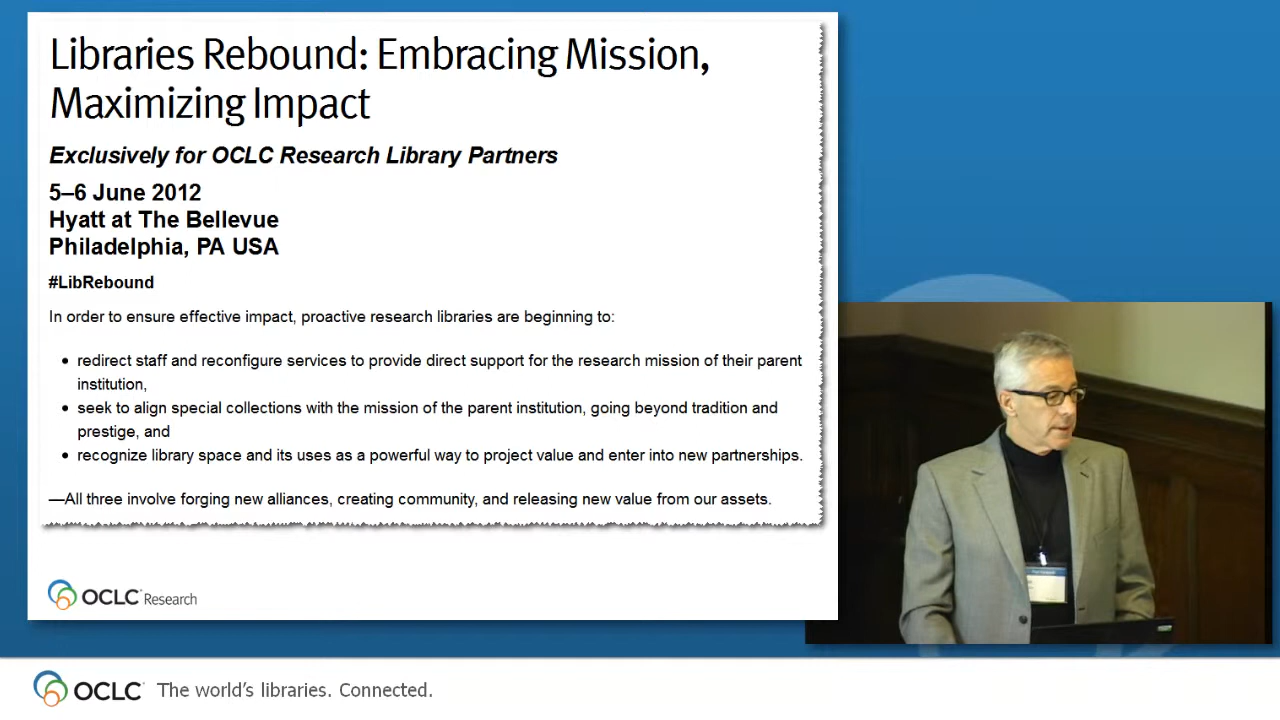 Libraries Rebound: Embracing Mission,
Maximizing Impact
Exclusively for OCLC Research Library Partners
5–6 June 2012
Hyatt at The Bellevue
Philadelphia, PA USA
#LibRebound
In order to ensure effective impact, proactive research libraries are beginning to:
• redirect staff and reconfigure services to provide direct support for the research mission of their parent
institution,
• seek to align special collections with the mission of the parent institution, going beyond tradition and
prestige, and
• recognize library space and its uses as a powerful way to project value and enter into new partnerships.
—All three involve forging new alliances, creating community, and releasing new value from our assets.
OCLC Research
OCLC The world's libraries. Connected.